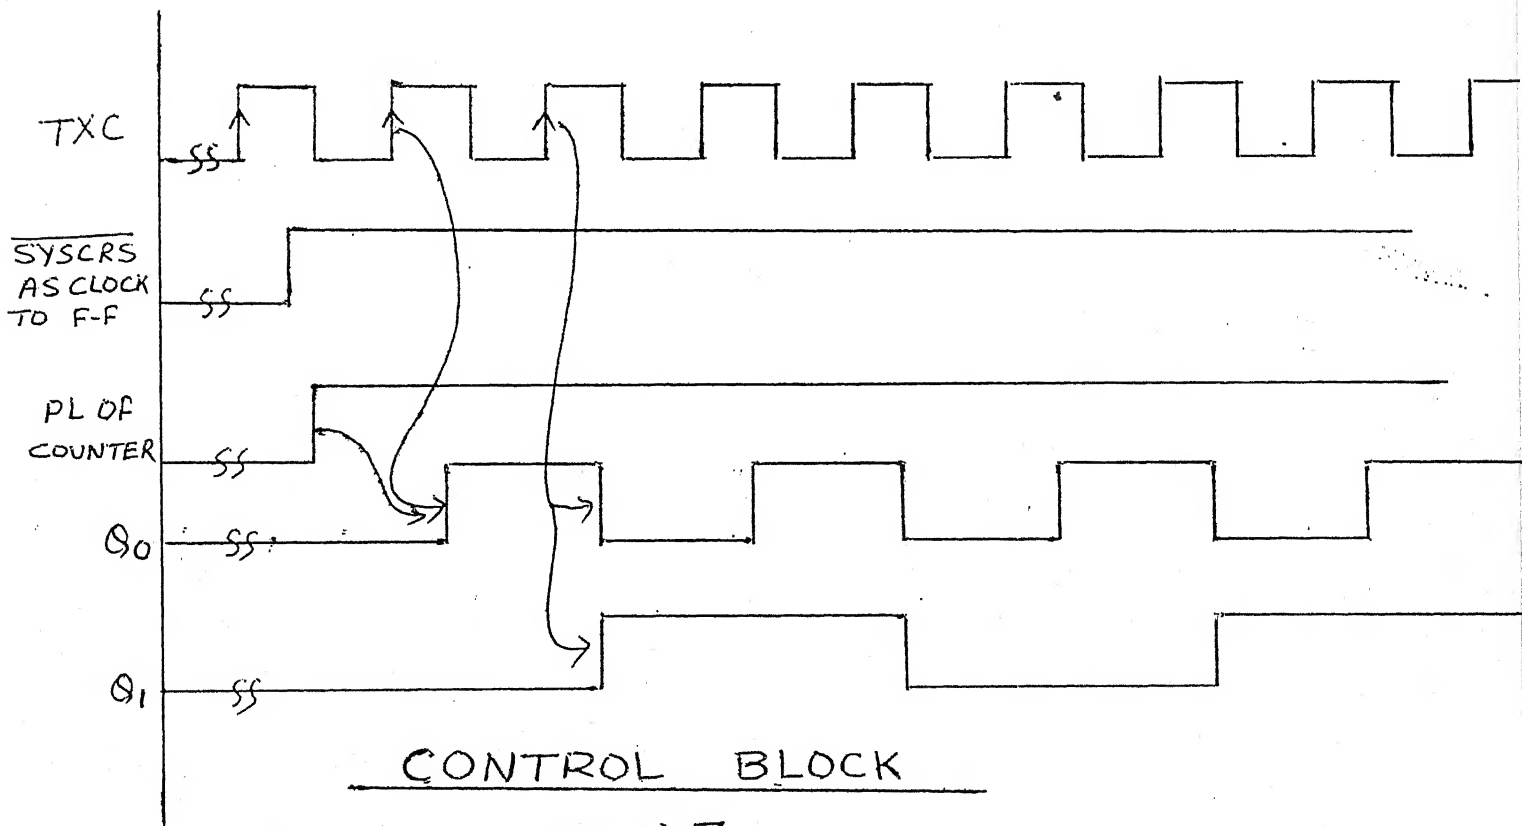 TXC
SYSCRS
AS CLOCK
TO F-F
PL OF
COUNTER
Q0
Q1
CONTROL BLOCK